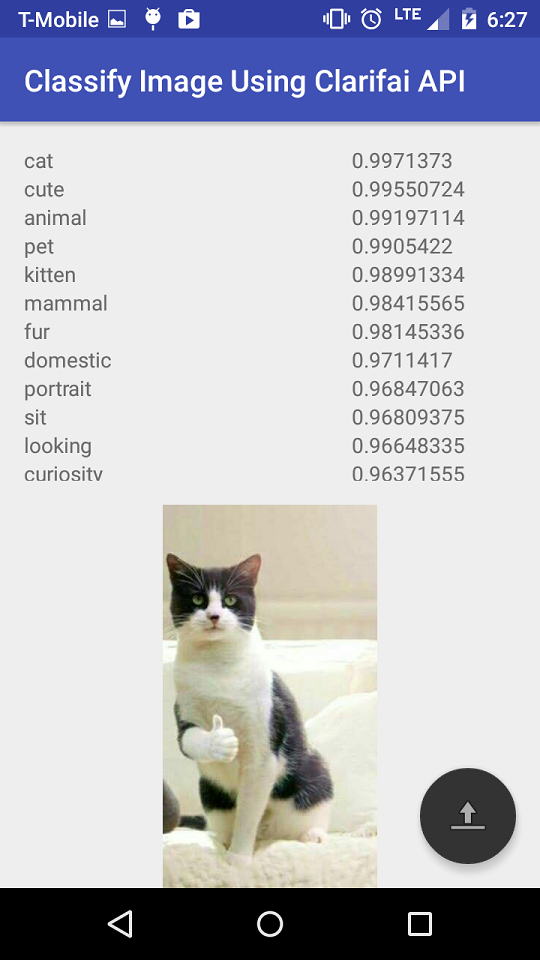 T-Mobile LTE 6:27
Classify Image Using Clarifai API
cat 0.9971373
cute 0.99550724
animal 0.99197114
pet 0.9905422
kitten 0.98991334
mammal 0.98415565
fur 0.98145336
domestic 0.9711417
portrait 0.96847063
sit 0.96809375
looking 0.96648335
curiosity 0.96371555